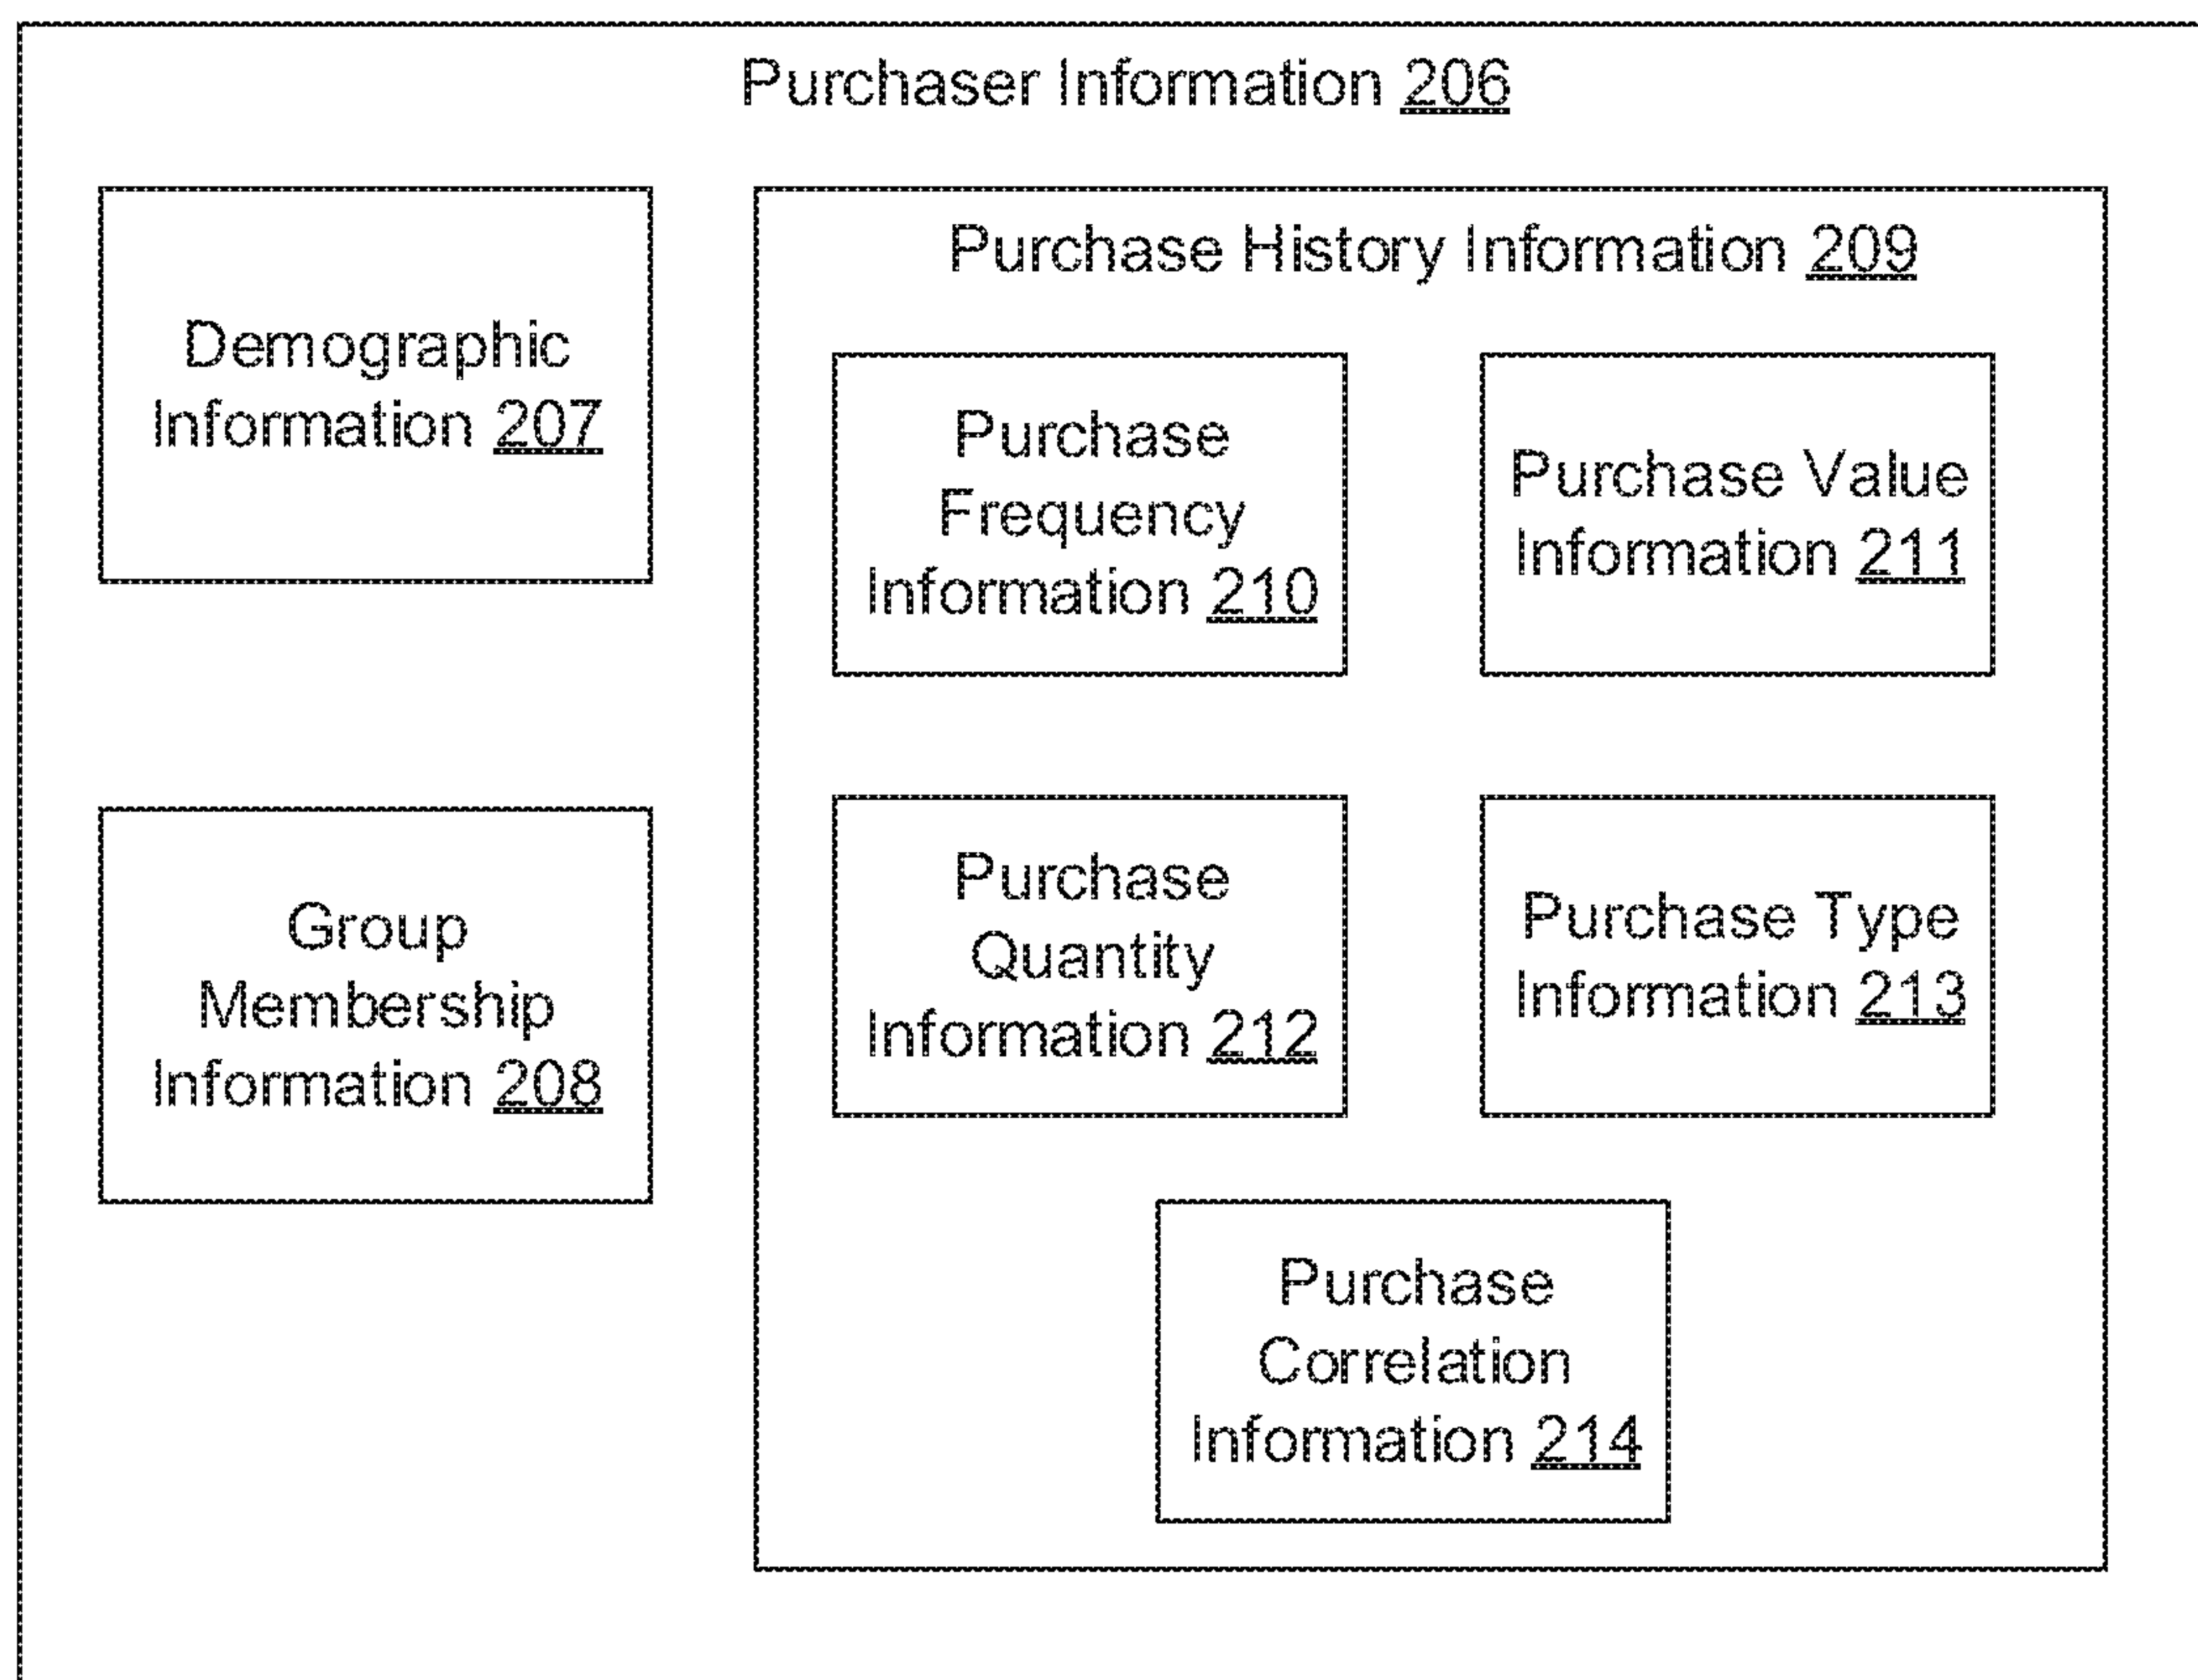 Purchaser Information 206
Demographic
Information 207
Group
Membership
Information 208
Purchase History Information 209
Purchase
Frequency
Information 210
Purchase Value
Information 211
Purchase
Quantity
Information 212
Purchase Type
Information 213
Purchase
Correlation
Information 214